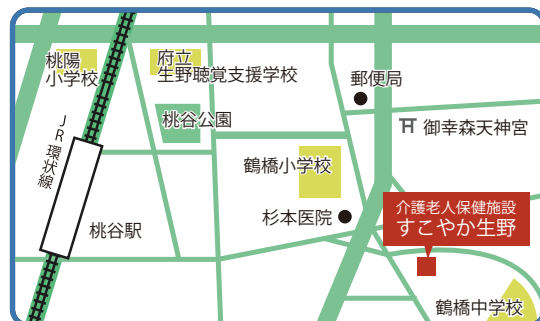 桃陽
小学校
府立
生野聴覚支援学校
郵便局
桃谷公園
御幸森天神宮
JR環状線
鶴橋小学校
杉本医院
介護老人保健施設
すこやか生野
桃谷駅
鶴橋中学校